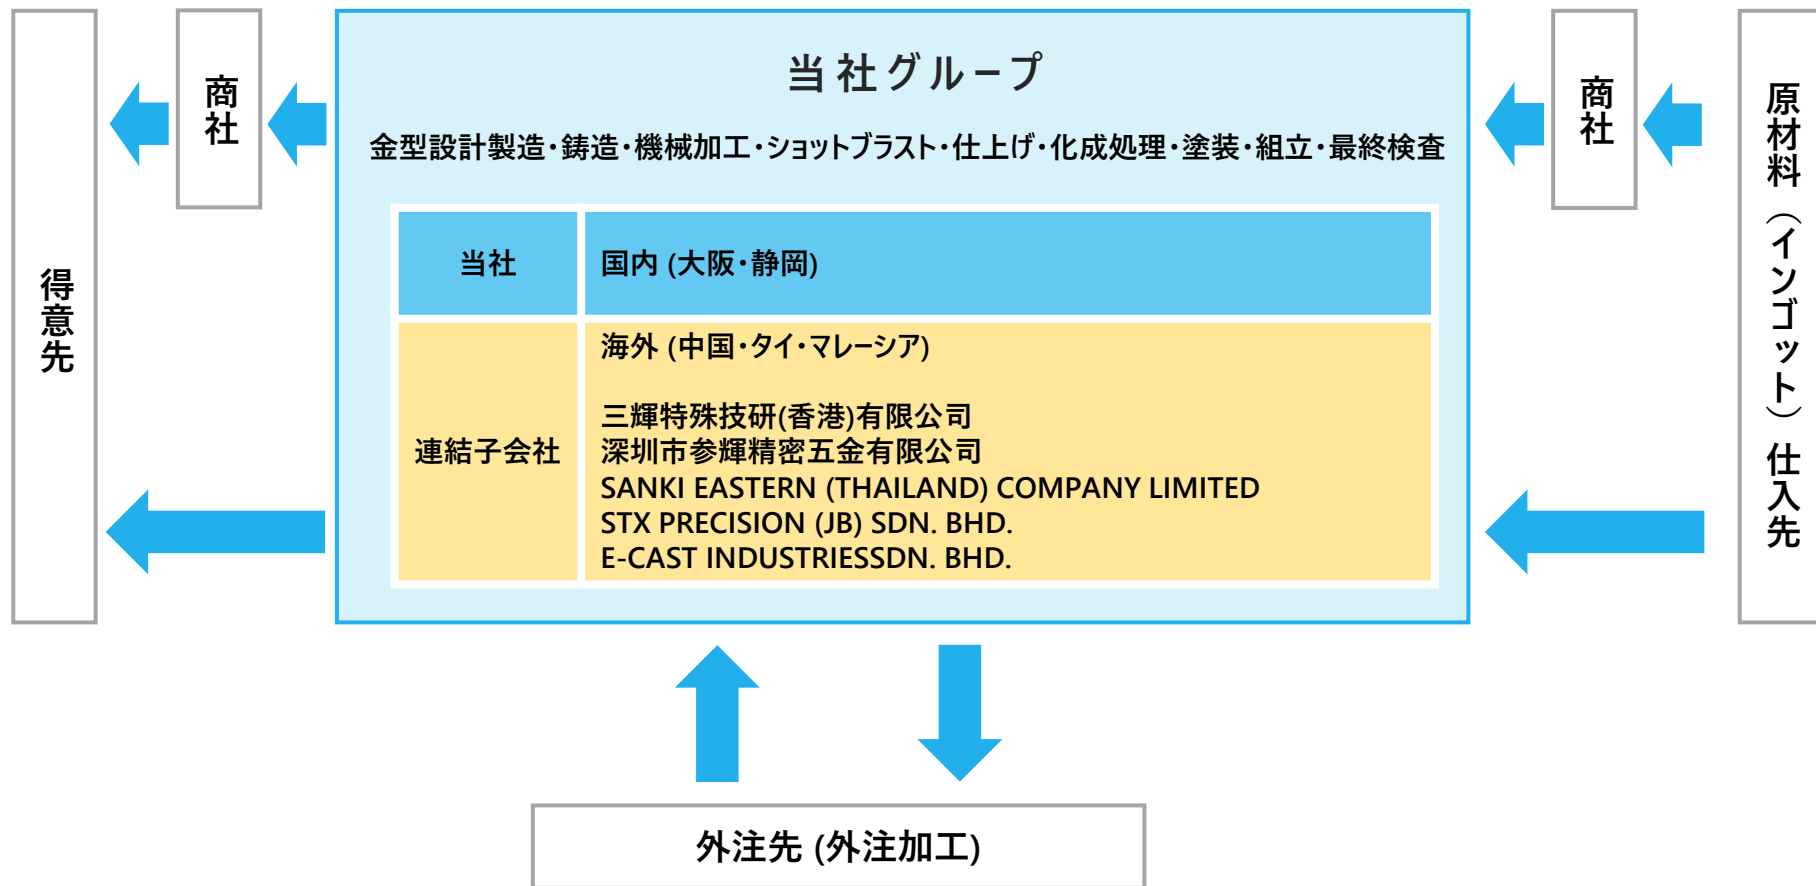 当社グループ
金型設計製造・鋳造・機械加工・ショットブラスト・仕上げ・化成処理・塗装・組立・最終検査
当社
国内 (大阪・静岡)
連結子会社
海外 (中国・タイ・マレーシア)
三輝特殊技研(香港)有限公司
深圳市参輝精密五金有限公司
SANKI EASTERN (THAILAND) COMPANY LIMITED
STX PRECISION (JB) SDN. BHD.
E-CAST INDUSTRIESSDN. BHD.
得意先
商社
商社
原材料（インゴット）仕入先
外注先 (外注加工)